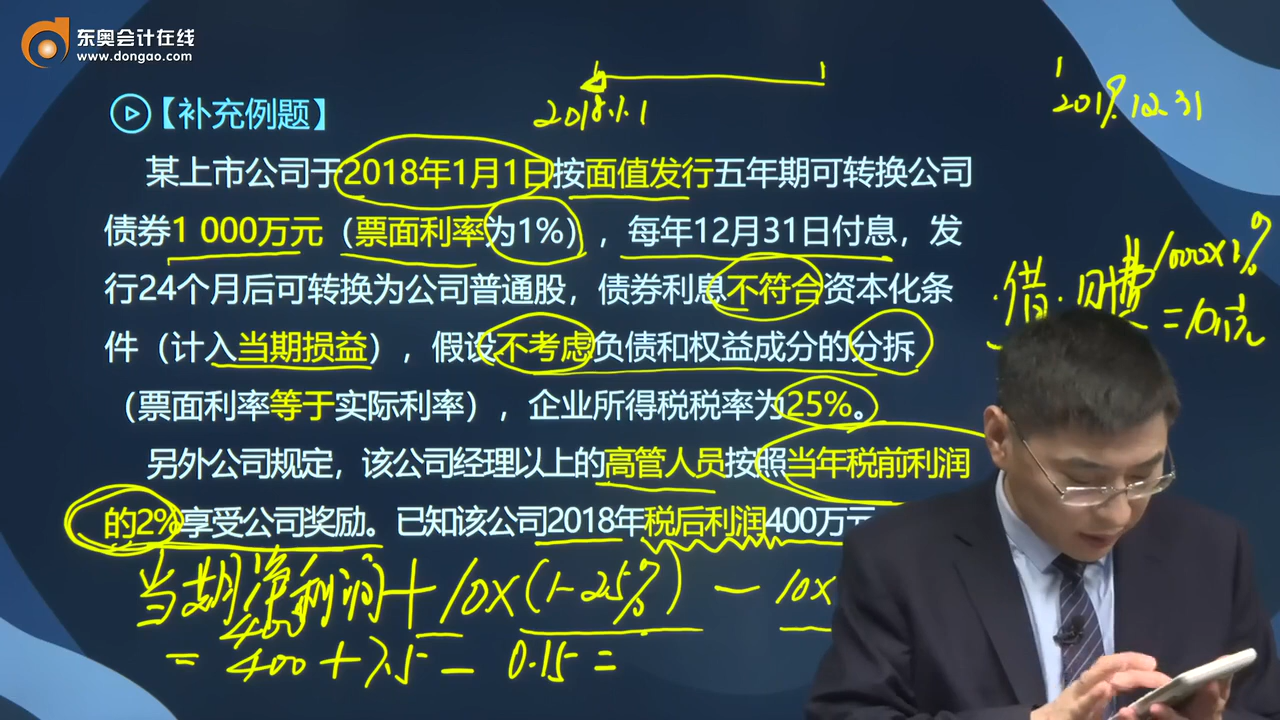 东奥会计在线
www.dongao.com
2018.1.1
2019.12.31
【补充例题】
某上市公司于2018年1月1日按面值发行五年期可转换公司
债券1 000万元（票面利率为1%），每年12月31日付息，发
行24个月后可转换为公司普通股，债券利息不符合资本化条
件（计入当期损益），假设不考虑负债和权益成分的分拆
（票面利率等于实际利率），企业所得税税率为25%。
另外公司规定，该公司经理以上的高管人员按照当年税前利润
的2%享受公司奖励。已知该公司2018年税后利润400万元
借：财费 1000×1%
=10万元
当期净利润+10×(1-25%)-10×
400
=400+7.5-0.15=